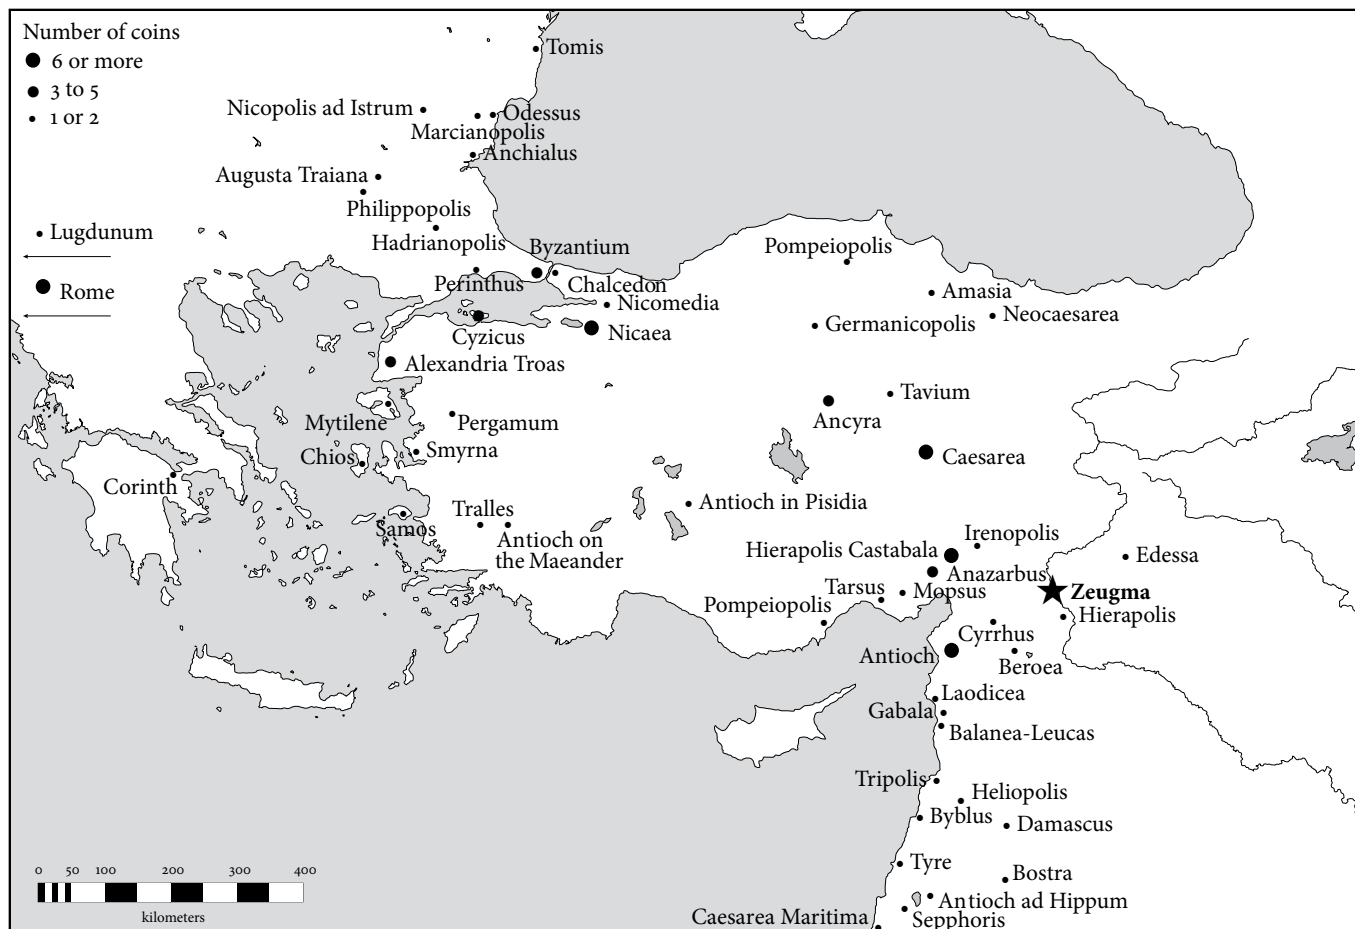 Number of coins
6 or more
3 to 5
1 or 2
Tomis
Nicopolis ad Istrum
Odessus
Marcianopolis
Anchialus
Augusta Traiana
Philippopolis
Lugdunum
Hadrianopolis
Byzantium
Pompeiopolis
Perinthus
Chalcedon
Rome
Amasia
Nicomedia
Neocaesarea
Germanicopolis
Cyzicus
Nicaea
Alexandria Troas
Tavium
Mytilene
Pergamum
Ancyra
Chios
Smyrna
Caesarea
Corinth
Antioch in Pisidia
Tralles
Samos
Antioch on
the Maeander
Irenopolis
Hierapolis Castabala
Edessa
Anazarbus
Tarsus
Mopsus
Zeugma
Pompeiopolis
Hierapolis
Cyrrhus
Antioch
Beroea
Laodicea
Gabala
Balanea-Leucas
Tripolis
Heliopolis
Byblus
Damascus
Tyre
Bostra
Antioch ad Hippum
Caesarea Maritima
Sepphoris
0 50 100 200 300 400
kilometers